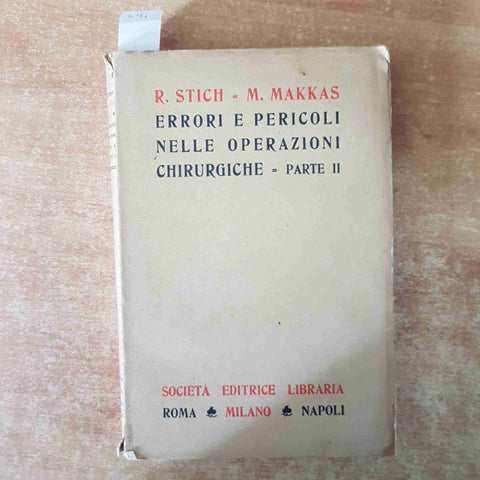 R. STICH - M. MAKKAS
ERRORI E PERICOLI
NELLE OPERAZIONI
CHIRURGICHE - PARTE II
SOCIETÀ EDITRICE LIBRARIA
ROMA MILANO NAPOLI